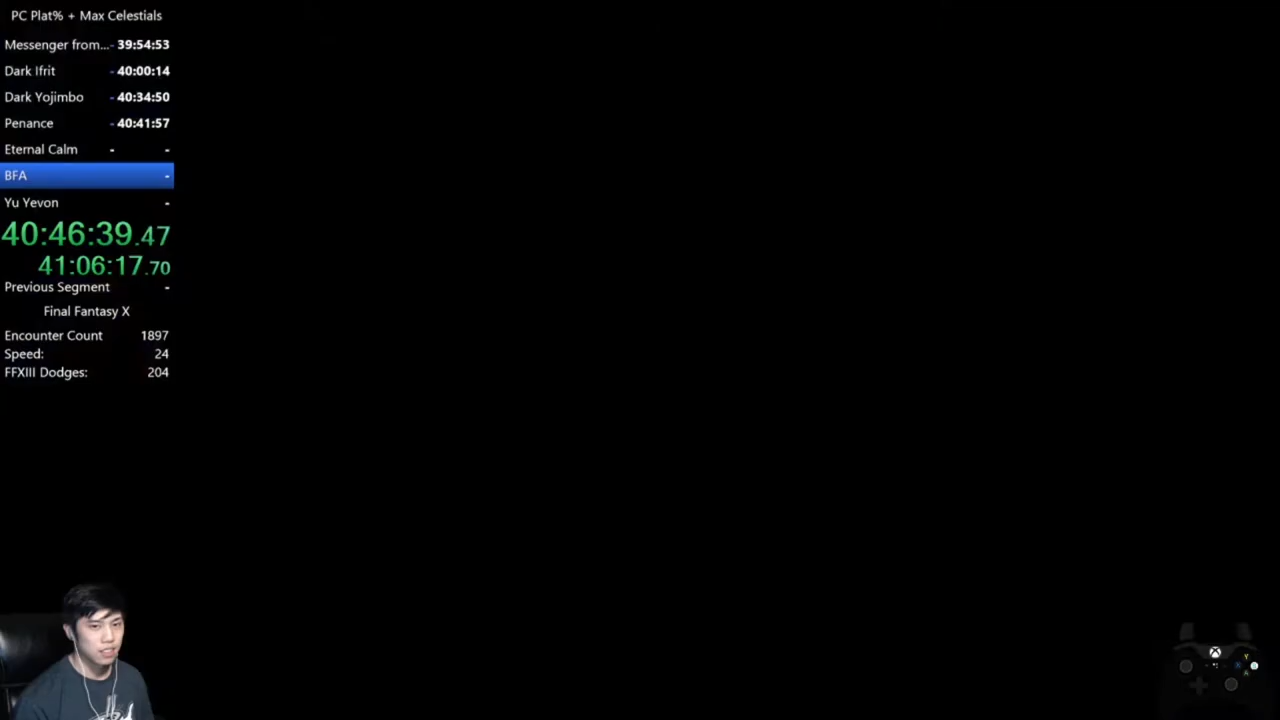 PC Plat% + Max Celestials
Messenger from...- 39:54:53
Dark Ifrit - 40:00:14
Dark Yojimbo - 40:34:50
Penance - 40:41:57
Eternal Calm - -
BFA -
Yu Yevon -
40:46:39.47
41:06:17.70
Previous Segment -
Final Fantasy X
Encounter Count 1897
Speed: 24
FFXIII Dodges: 204